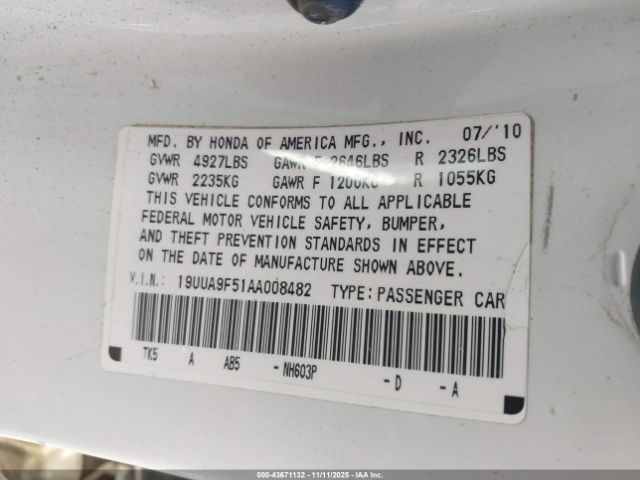 MFD. BY HONDA OF AMERICA MFG., INC. 07/'10
GVWR 4927LBS GAWR F 2646LBS R 2326LBS
GVWR 2235KG GAWR F 1200KG R 1055KG
THIS VEHICLE CONFORMS TO ALL APPLICABLE
FEDERAL MOTOR VEHICLE SAFETY, BUMPER,
AND THEFT PREVENTION STANDARDS IN EFFECT
ON THE DATE OF MANUFACTURE SHOWN ABOVE.
V.I.N.: 19UUA9F51AA008482 TYPE: PASSENGER CAR
TK5 A AB5 -NH603P -D -A
000-43671132 - 11/11/2025 - IAAI.COM